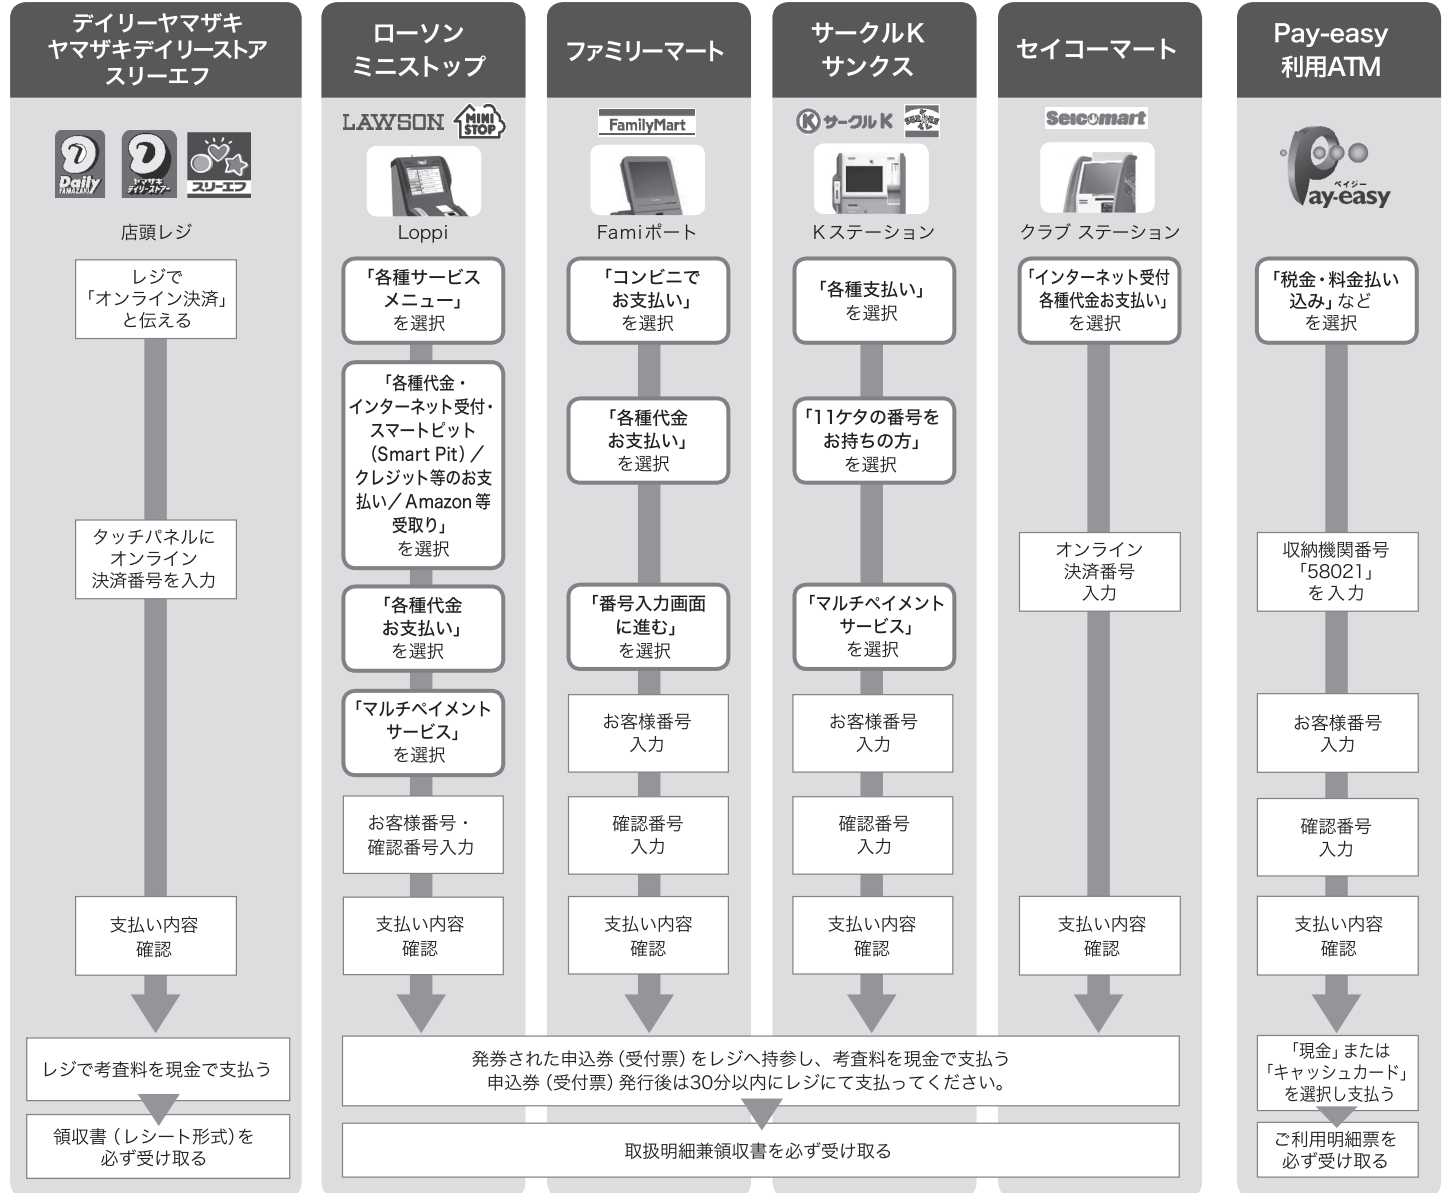 デイリーヤマザキ
ヤマザキデイリーストア
スリーエフ
Daily
YAMAZAKI
ヤマザキ
デイリーストアー
スリーエフ
店頭レジ
レジで
「オンライン決済」
と伝える
タッチパネルに
オンライン
決済番号を入力
支払い内容
確認
レジで考査料を現金で支払う
領収書（レシート形式）を
必ず受け取る
ローソン
ミニストップ
LAWSON
MINI
STOP
Loppi
「各種サービス
メニュー」
を選択
「各種代金・
インターネット受付・
スマートピット
（Smart Pit）／
クレジット等のお支
払い／Amazon等
受取り」
を選択
「各種代金
お支払い」
を選択
「マルチペイメント
サービス」
を選択
お客様番号・
確認番号入力
支払い内容
確認
ファミリーマート
FamilyMart
Famiポート
「コンビニで
お支払い」
を選択
「各種代金
お支払い」
を選択
「番号入力画面
に進む」
を選択
お客様番号
入力
確認番号
入力
支払い内容
確認
サークルK
サンクス
K サークルK
Kステーション
「各種支払い」
を選択
「11ケタの番号を
お持ちの方」
を選択
「マルチペイメント
サービス」
を選択
お客様番号
入力
確認番号
入力
支払い内容
確認
セイコーマート
Seicomart
クラブ ステーション
「インターネット受付
各種代金お支払い」
を選択
オンライン
決済番号
入力
支払い内容
確認
発券された申込券（受付票）をレジへ持参し、考査料を現金で支払う
申込券（受付票）発行後は30分以内にレジにて支払ってください。
取扱明細兼領収書を必ず受け取る
Pay-easy
利用ATM
ペイジー
Pay-easy
「税金・料金払い
込み」など
を選択
収納機関番号
「58021」
を入力
お客様番号
入力
確認番号
入力
支払い内容
確認
「現金」または
「キャッシュカード」
を選択し支払う
ご利用明細票を
必ず受け取る